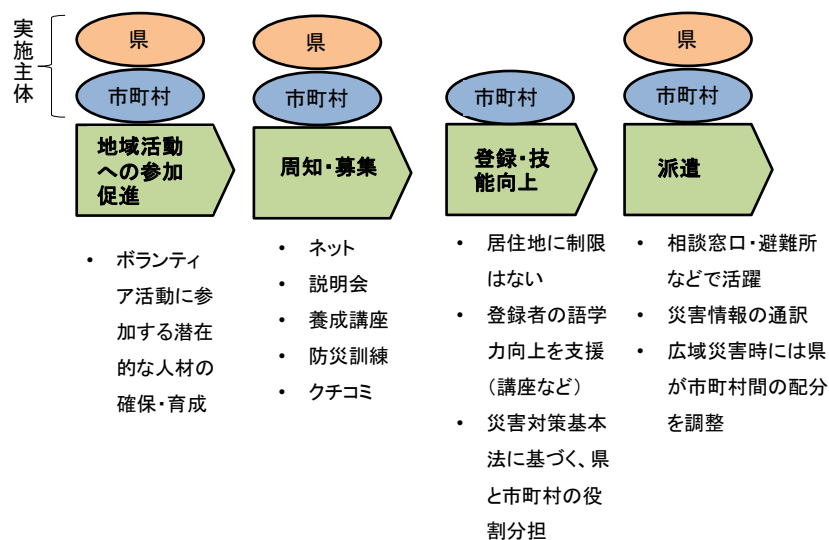 実施主体
県
市町村
県
市町村
市町村
県
市町村
地域活動
への参加
促進
周知・募集
登録・技
能向上
派遣
• ボランティ
ア活動に参
加する潜在
的な人材の
確保・育成
• ネット
• 説明会
• 養成講座
• 防災訓練
• クチコミ
• 居住地に制限
はない
• 登録者の語学
力向上を支援
(講座など)
• 災害対策基本
法に基づく、県
と市町村の役
割分担
• 相談窓口・避難所
などで活躍
• 災害情報の通訳
• 広域災害時には県
が市町村間の配分
を調整